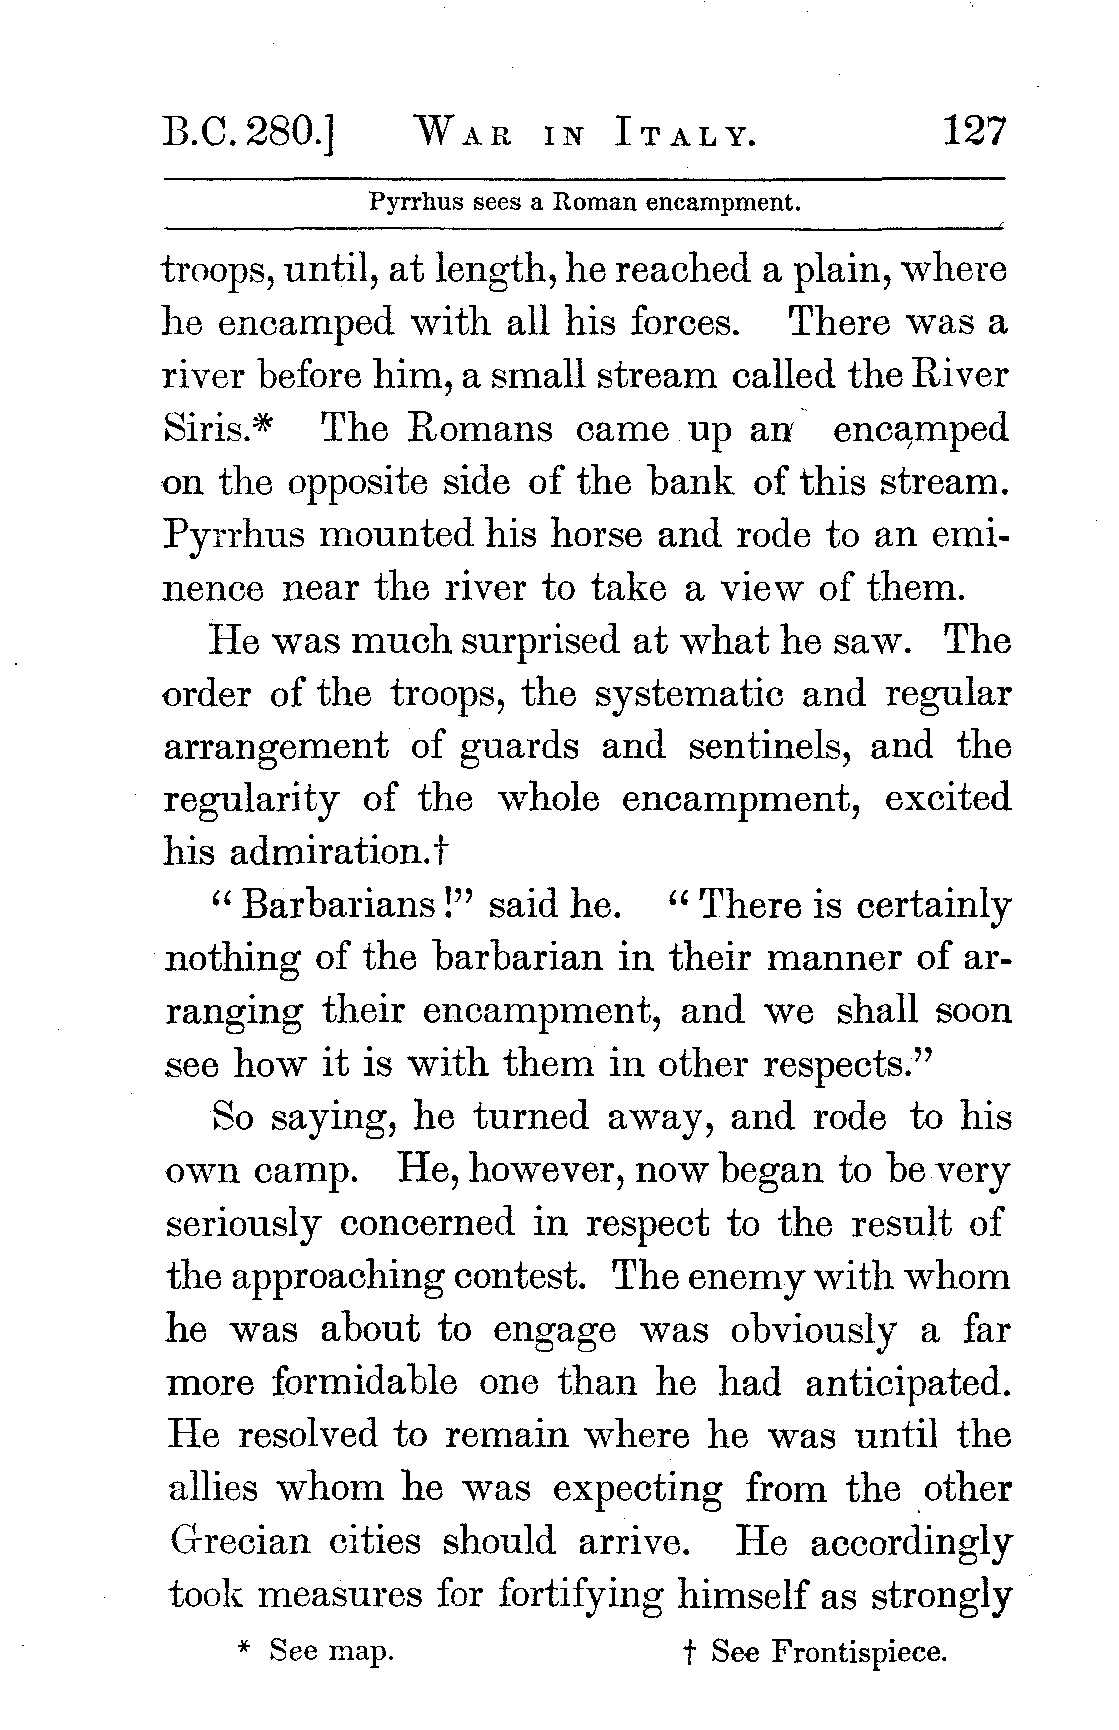 B.C. 280.] WAR IN ITALY. 127
Pyrrhus sees a Roman encampment.
troops, until, at length, he reached a plain, where
he encamped with all his forces. There was a
river before him, a small stream called the River
Siris.* The Romans came up an encamped
on the opposite side of the bank of this stream.
Pyrrhus mounted his horse and rode to an emi-
nence near the river to take a view of them.
He was much surprised at what he saw. The
order of the troops, the systematic and regular
arrangement of guards and sentinels, and the
regularity of the whole encampment, excited
his admiration.†
“Barbarians!” said he. “There is certainly
nothing of the barbarian in their manner of ar-
ranging their encampment, and we shall soon
see how it is with them in other respects.”
So saying, he turned away, and rode to his
own camp. He, however, now began to be very
seriously concerned in respect to the result of
the approaching contest. The enemy with whom
he was about to engage was obviously a far
more formidable one than he had anticipated.
He resolved to remain where he was until the
allies whom he was expecting from the other
Grecian cities should arrive. He accordingly
took measures for fortifying himself as strongly
* See map. † See Frontispiece.